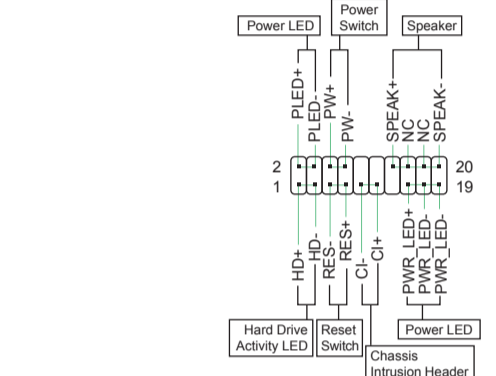 Power LED
Power
Switch
Speaker
PLED+
PLED-
PW+
PW-
SPEAK+
NC
NC
SPEAK-
2
20
1
19
HD+
HD-
RES-
RES+
CI-
CI+
PWR_LED+
PWR_LED-
PWR_LED-
Hard Drive
Activity LED
Reset
Switch
Power LED
Chassis
Intrusion Header